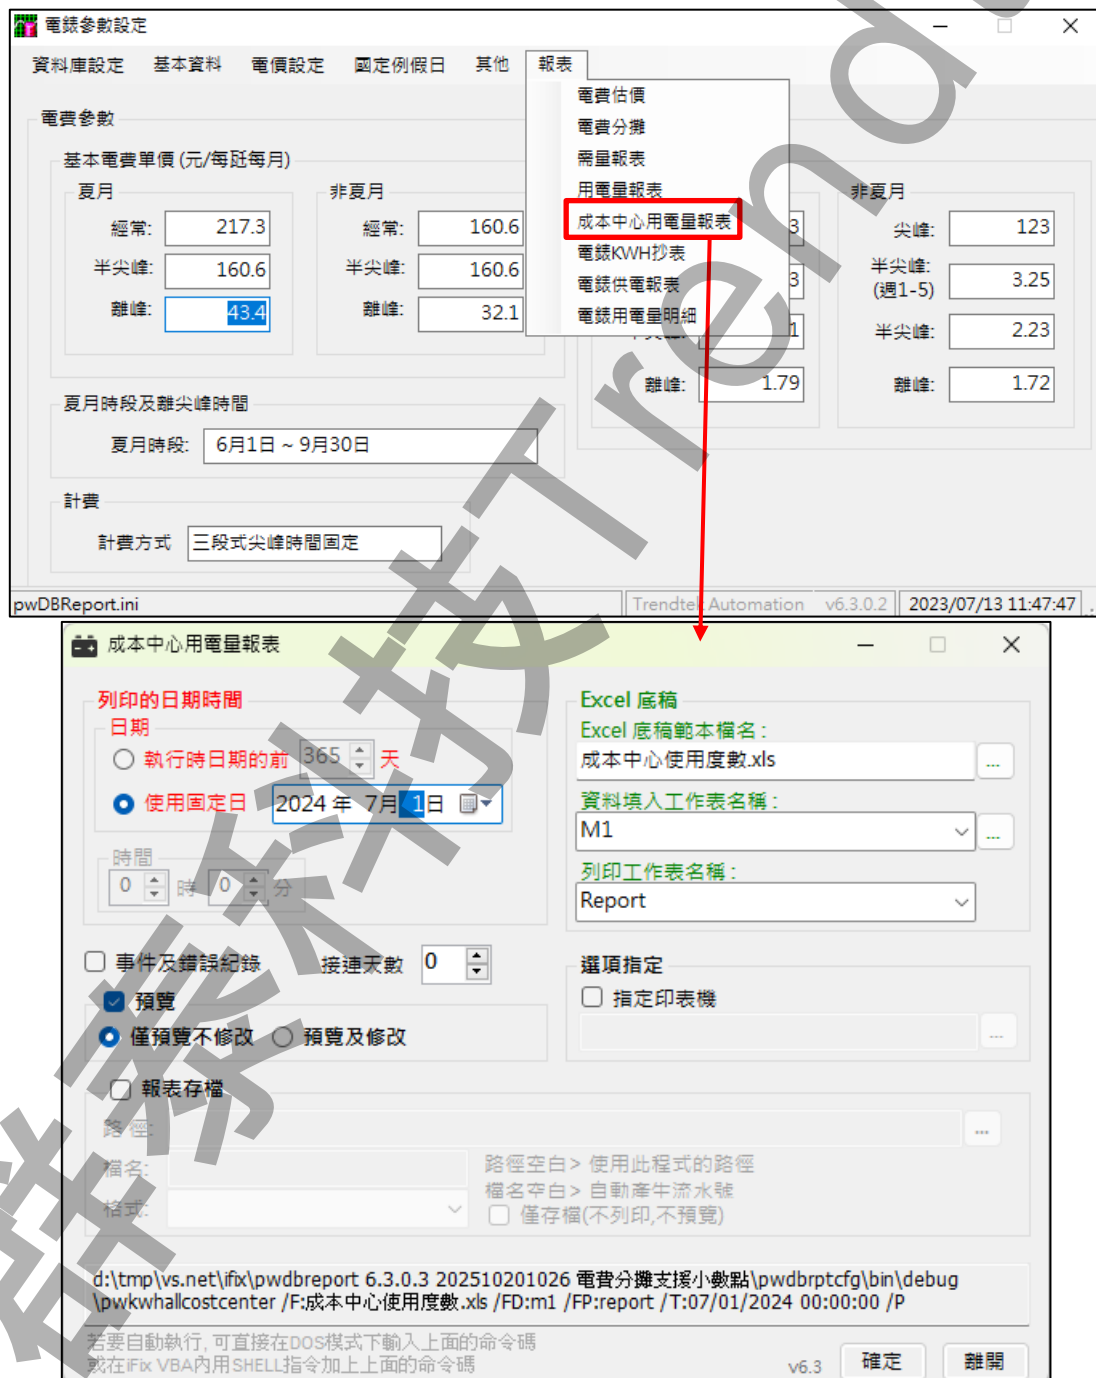 電錶參數設定
資料庫設定 基本資料 電價設定 國定例假日 其他 報表
電費估價
電費分攤
需量報表
用電量報表
成本中心用電量報表
電錶KWH抄表
電錶供電報表
電錶用電量明細
電費參數
基本電費單價 (元/每瓩每月)
夏月
經常: 217.3
半尖峰: 160.6
離峰: 43.4
非夏月
經常: 160.6
半尖峰: 160.6
離峰: 32.1
3
3
1
離峰: 1.79
非夏月
尖峰: 123
半尖峰:
(週1-5) 3.25
半尖峰: 2.23
離峰: 1.72
夏月時段及離尖峰時間
夏月時段: 6月1日 ~ 9月30日
計費
計費方式 三段式尖峰時間固定
pwDBReport.ini Trendtek Automation v6.3.0.2 2023/07/13 11:47:47
成本中心用電量報表
列印的日期時間
日期
執行時日期的前 365 天
使用固定日 2024 年 7月 1日
時間
0 時 0 分
Excel 底稿
Excel 底稿範本檔名 :
成本中心使用度數.xls ...
資料填入工作表名稱 :
M1 ...
列印工作表名稱 :
Report
事件及錯誤紀錄 接連天數 0
預覽
僅預覽不修改 預覽及修改
選項指定
指定印表機
...
報表存檔
路 徑: ...
檔名:
格式:
路徑空白> 使用此程式的路徑
檔名空白> 自動產生流水號
僅存檔(不列印,不預覽)
d:\tmp\vs.net\ifix\pwdbreport 6.3.0.3 202510201026 電費分攤支援小數點\pwdbrptcfg\bin\debug
\pwkwhallcostcenter /F:成本中心使用度數.xls /FD:m1 /FP:report /T:07/01/2024 00:00:00 /P
若要自動執行, 可直接在DOS模式下輸入上面的命令碼
或在iFix VBA內用SHELL指令加上上面的命令碼
v6.3 確定 離開
群泰科技Trend